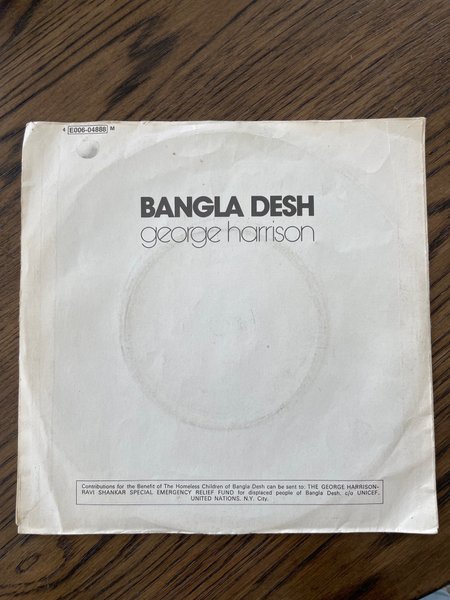 4 E006-04888 M
BANGLA DESH
george harrison
Contributions for the Benefit of The Homeless Children of Bangla Desh can be sent to: THE GEORGE HARRISON-
RAVI SHANKAR SPECIAL EMERGENCY RELIEF FUND for displaced people of Bangla Desh, c/o UNICEF,
UNITED NATIONS, N.Y. City.